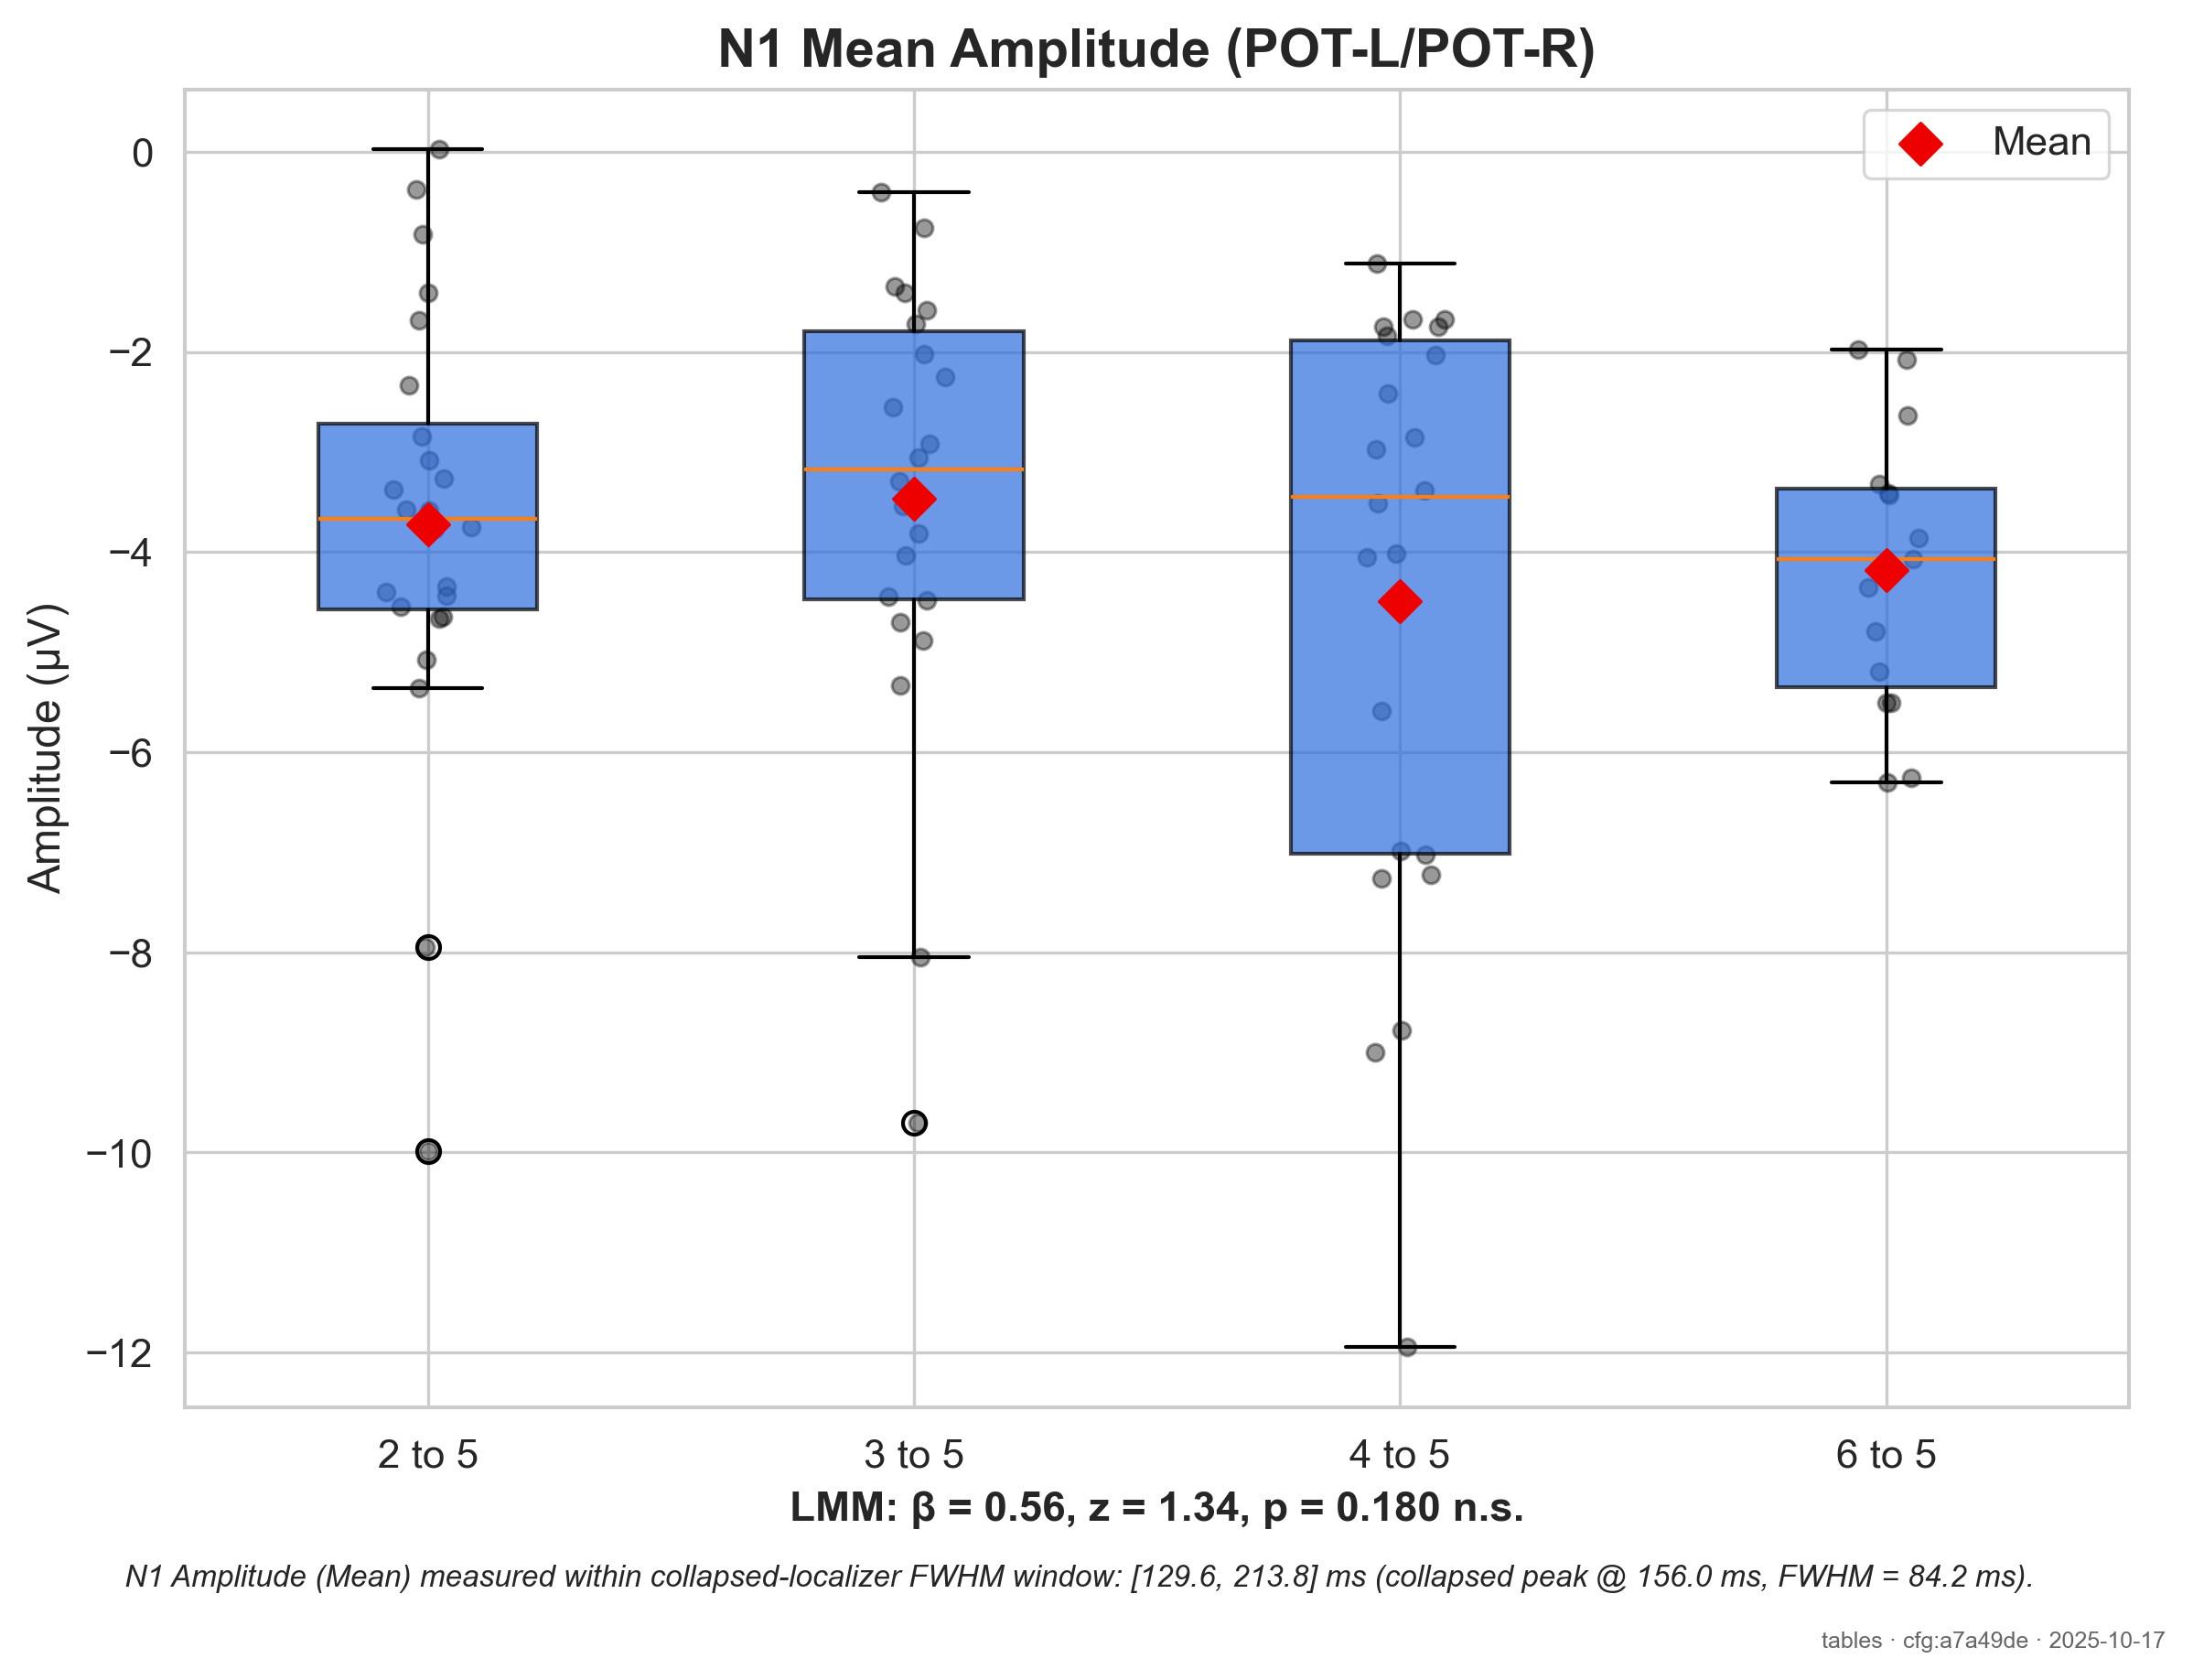 N1 Mean Amplitude (POT-L/POT-R)
Mean
Amplitude (µV)
0
−2
−4
−6
−8
−10
−12
2 to 5
3 to 5
4 to 5
6 to 5
LMM: β = 0.56, z = 1.34, p = 0.180 n.s.
N1 Amplitude (Mean) measured within collapsed-localizer FWHM window: [129.6, 213.8] ms (collapsed peak @ 156.0 ms, FWHM = 84.2 ms).
tables · cfg:a7a49de · 2025-10-17